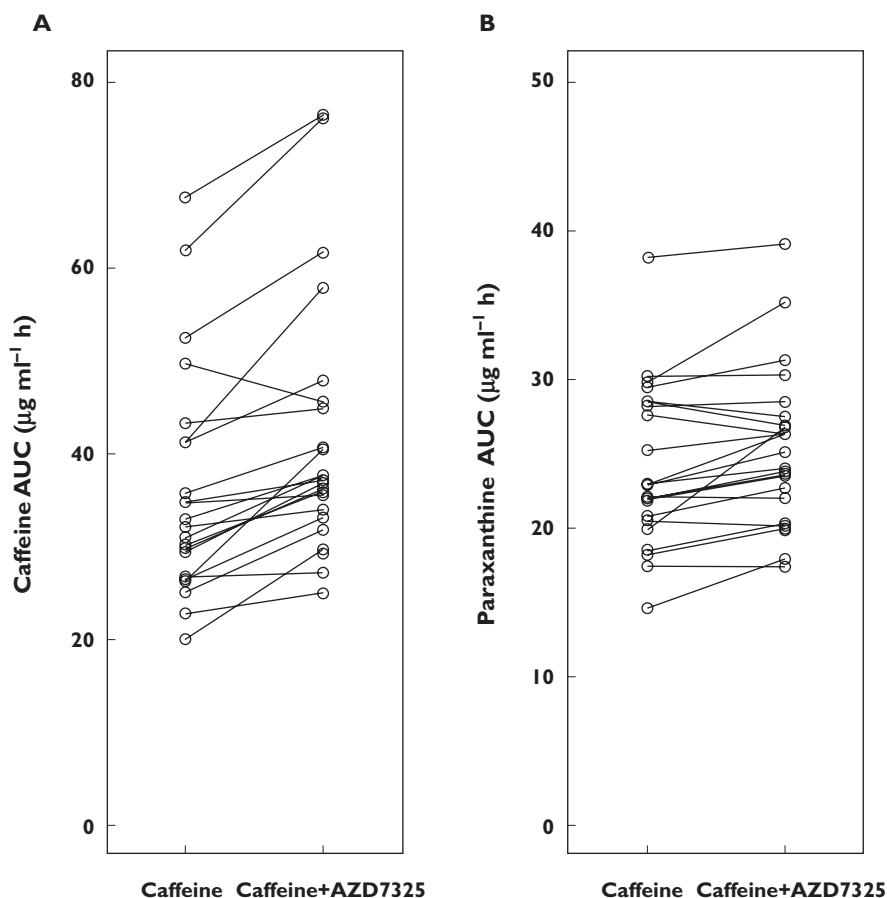 A
Caffeine AUC (μg ml⁻¹ h)
80
60
40
20
0
Caffeine Caffeine+AZD7325
B
Paraxanthine AUC (μg ml⁻¹ h)
50
40
30
20
10
0
Caffeine Caffeine+AZD7325